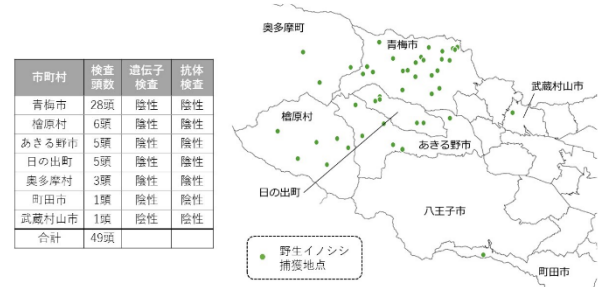 市町村 検査頭数 遺伝子検査 抗体検査
青梅市 28頭 陰性 陰性
檜原村 6頭 陰性 陰性
あきる野市 5頭 陰性 陰性
日の出町 5頭 陰性 陰性
奥多摩村 3頭 陰性 陰性
町田市 1頭 陰性 陰性
武蔵村山市 1頭 陰性 陰性
合計 49頭
奥多摩町
青梅市
武蔵村山市
檜原村
あきる野市
日の出町
八王子市
町田市
野生イノシシ
捕獲地点